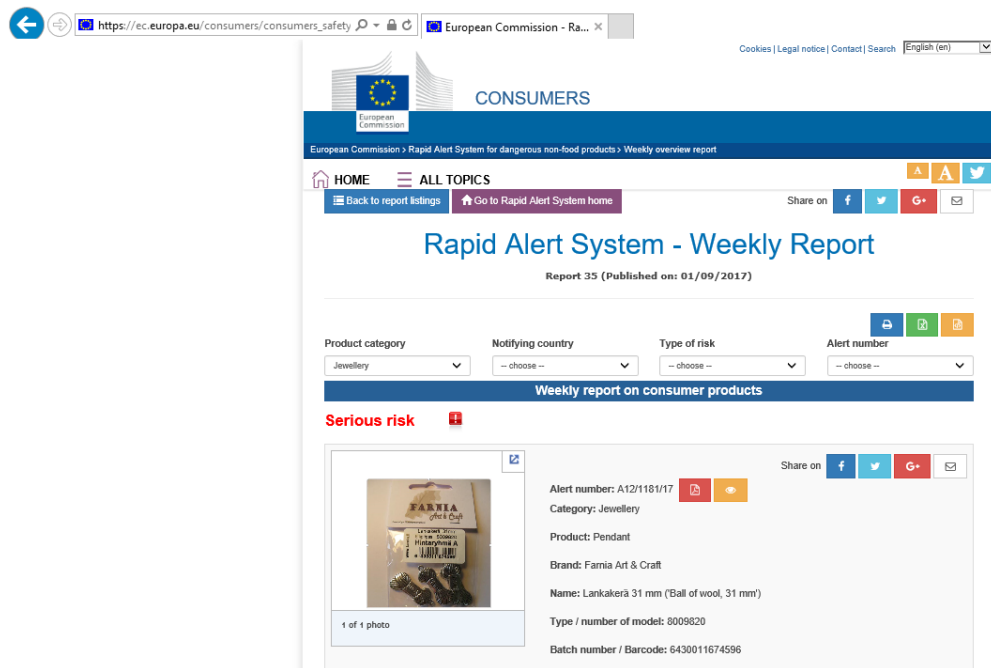 https://ec.europa.eu/consumers/consumers_safety
European Commission - Ra...
Cookies | Legal notice | Contact | Search English (en)
European
Commission
CONSUMERS
European Commission > Rapid Alert System for dangerous non-food products > Weekly overview report
HOME ALL TOPICS A A
Back to report listings Go to Rapid Alert System home Share on f G+
Rapid Alert System - Weekly Report
Report 35 (Published on: 01/09/2017)
Product category Notifying country Type of risk Alert number
Jewellery -- choose -- -- choose -- -- choose --
Weekly report on consumer products
Serious risk
Share on f G+
Alert number: A12/1181/17
Category: Jewellery
Product: Pendant
Brand: Farnia Art & Craft
Name: Lankakerä 31 mm ('Ball of wool, 31 mm')
Type / number of model: 8009820
Batch number / Barcode: 6430011674596
FARNIA
Art & Craft
Hintaryhmä A
1 of 1 photo